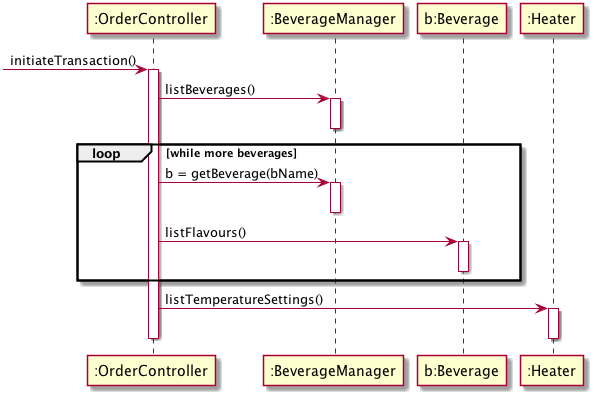 :OrderController :BeverageManager b:Beverage :Heater
initiateTransaction()
listBeverages()
loop [while more beverages]
b = getBeverage(bName)
listFlavours()
listTemperatureSettings()
:OrderController :BeverageManager b:Beverage :Heater